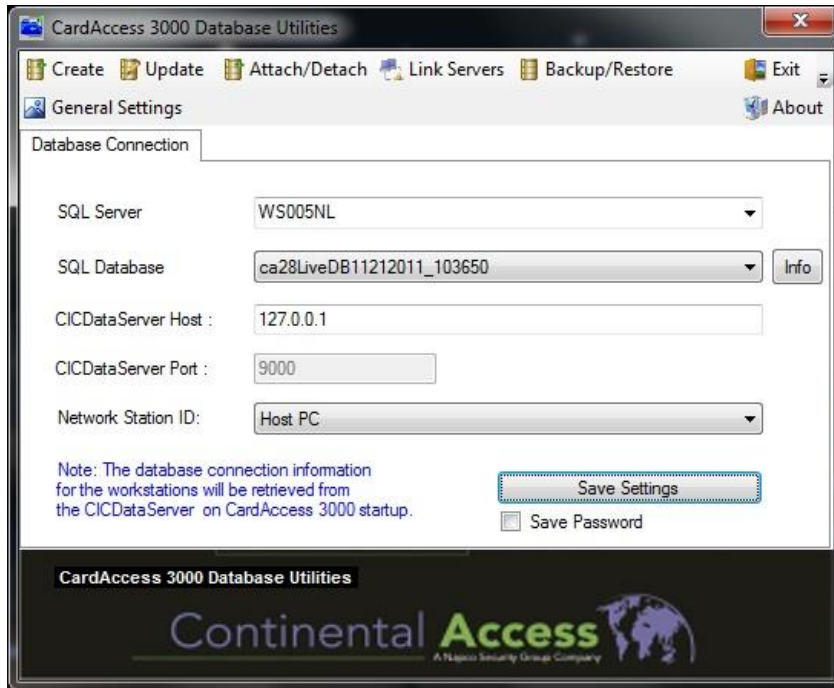 CardAccess 3000 Database Utilities
Create Update Attach/Detach Link Servers Backup/Restore Exit
General Settings About
Database Connection
SQL Server WS005NL
SQL Database ca28LiveDB11212011_103650 Info
CICDataServer Host : 127.0.0.1
CICDataServer Port : 9000
Network Station ID: Host PC
Note: The database connection information
for the workstations will be retrieved from
the CICDataServer on CardAccess 3000 startup.
Save Settings
Save Password
CardAccess 3000 Database Utilities
Continental Access
A Napco Security Group Company